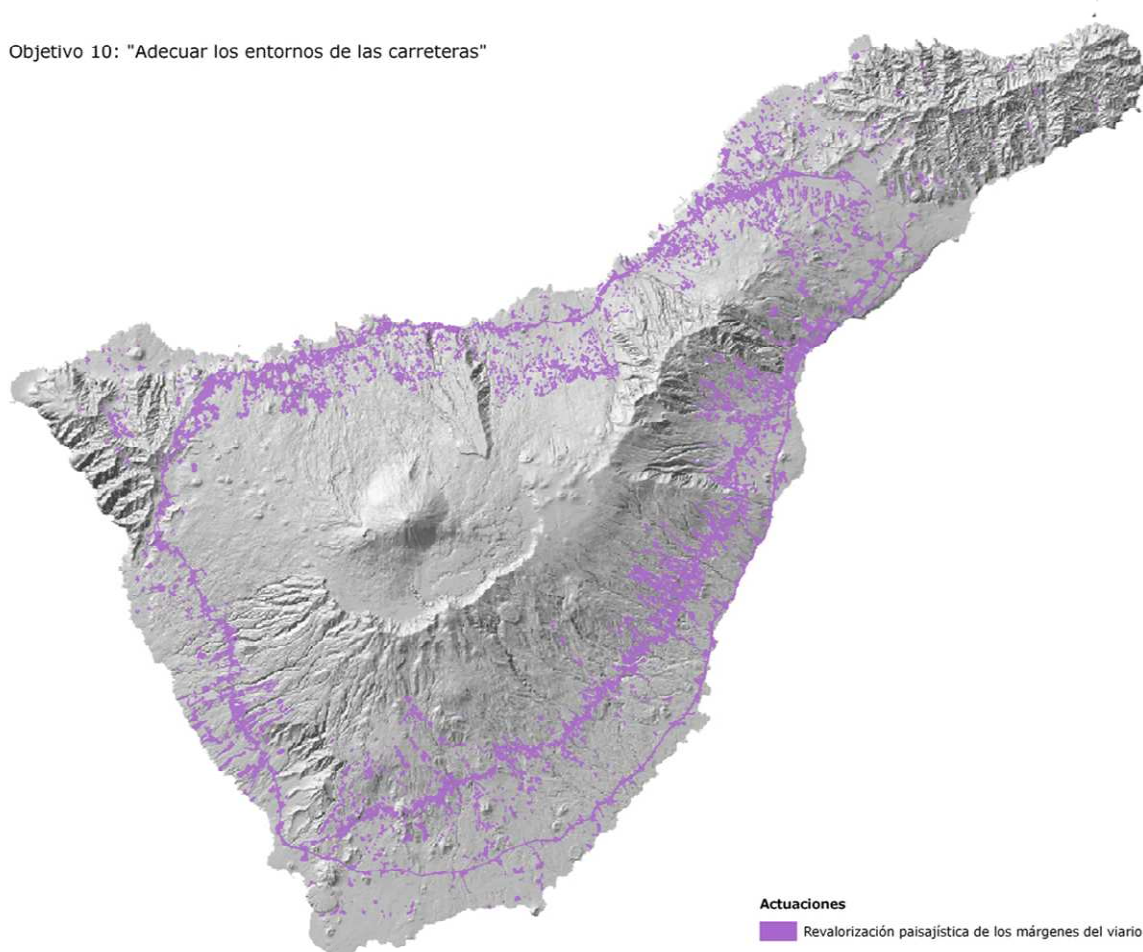 Objetivo 10: "Adecuar los entornos de las carreteras"
Actuaciones
Revalorización paisajística de los márgenes del viario